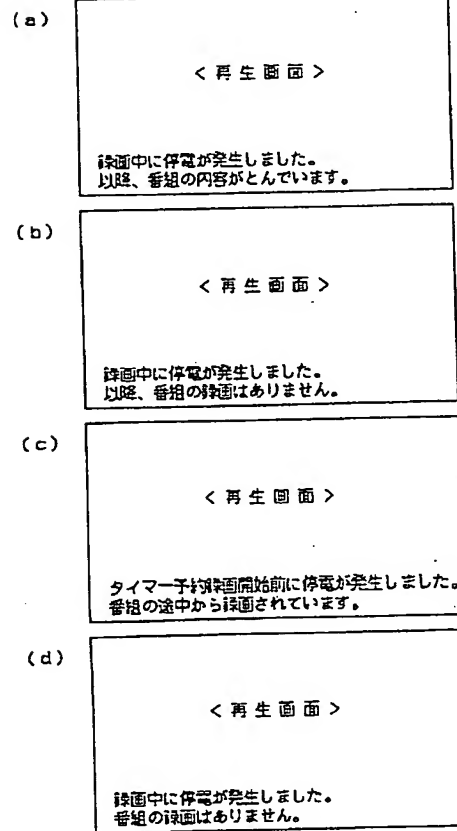 (a)
<再生画面>
録画中に停電が発生しました。
以降、番組の内容がとんでいます。
(b)
<再生画面>
録画中に停電が発生しました。
以降、番組の録画はありません。
(c)
<再生画面>
タイマー予約録画開始前に停電が発生しました。
番組の途中から録画されています。
(d)
<再生画面>
録画中に停電が発生しました。
番組の録画はありません。